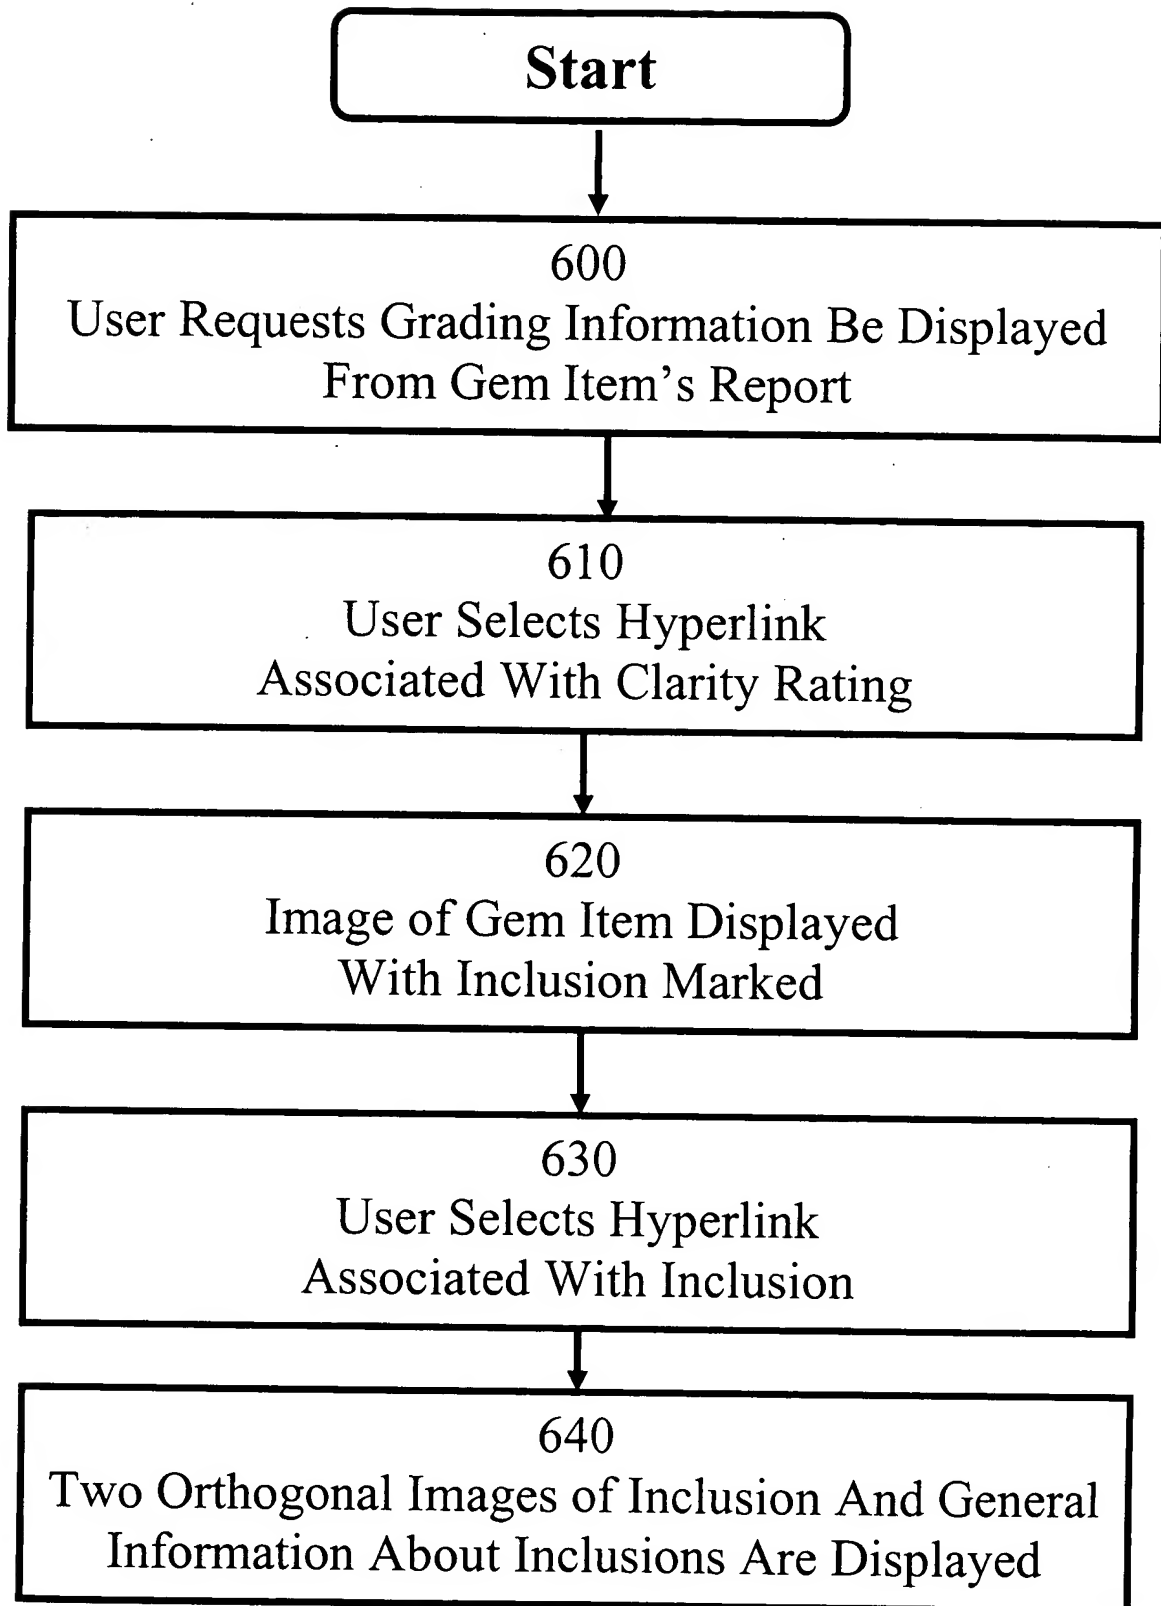 Start
600
User Requests Grading Information Be Displayed
From Gem Item’s Report
610
User Selects Hyperlink
Associated With Clarity Rating
620
Image of Gem Item Displayed
With Inclusion Marked
630
User Selects Hyperlink
Associated With Inclusion
640
Two Orthogonal Images of Inclusion And General
Information About Inclusions Are Displayed